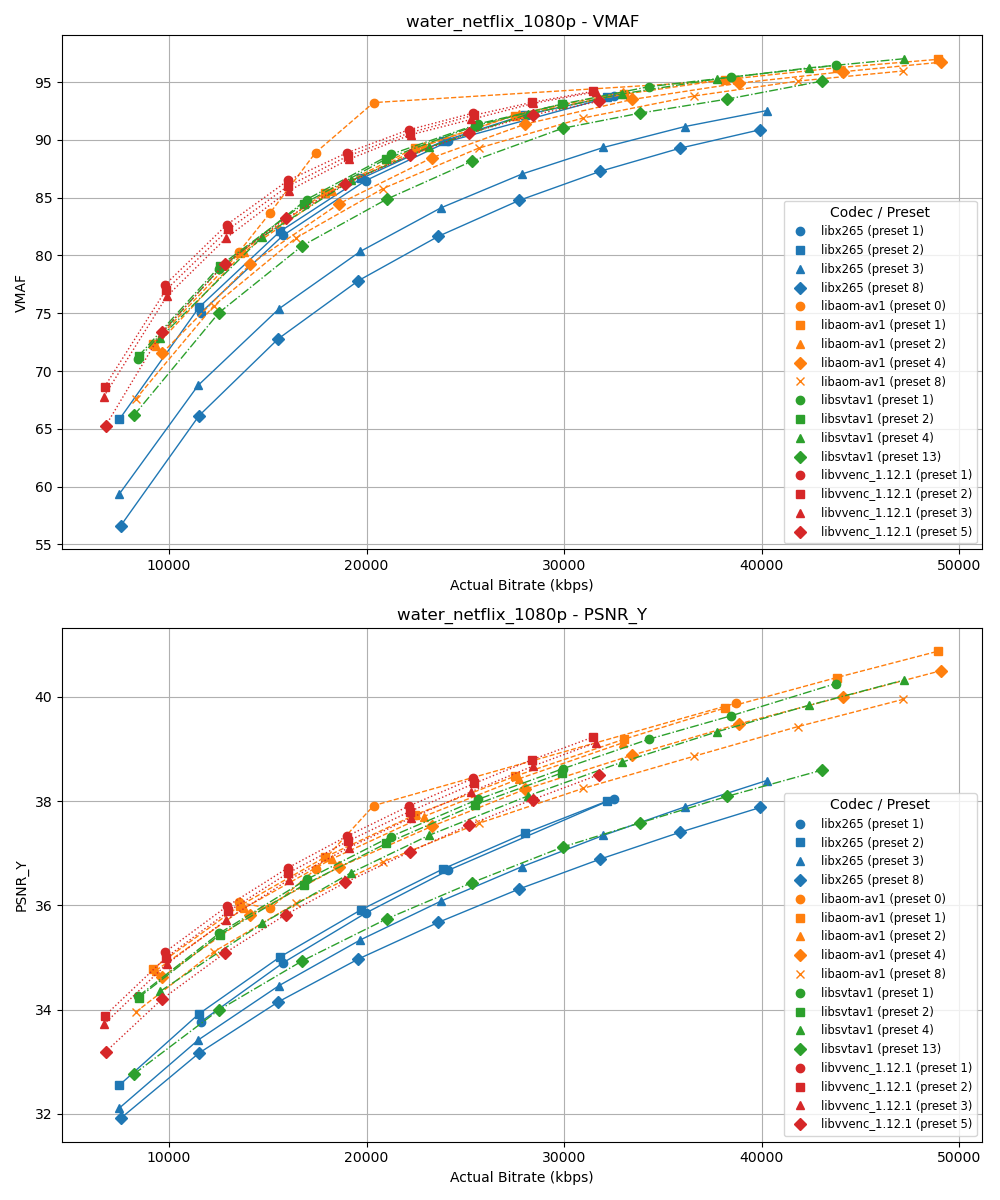 water_netflix_1080p - VMAF
95
90
85
80
75
70
65
60
55
VMAF
10000 20000 30000 40000 50000
Actual Bitrate (kbps)
Codec / Preset
libx265 (preset 1)
libx265 (preset 2)
libx265 (preset 3)
libx265 (preset 8)
libaom-av1 (preset 0)
libaom-av1 (preset 1)
libaom-av1 (preset 2)
libaom-av1 (preset 4)
libaom-av1 (preset 8)
libsvtav1 (preset 1)
libsvtav1 (preset 2)
libsvtav1 (preset 4)
libsvtav1 (preset 13)
libvvenc_1.12.1 (preset 1)
libvvenc_1.12.1 (preset 2)
libvvenc_1.12.1 (preset 3)
libvvenc_1.12.1 (preset 5)
water_netflix_1080p - PSNR_Y
40
38
36
34
32
PSNR_Y
10000 20000 30000 40000 50000
Actual Bitrate (kbps)
Codec / Preset
libx265 (preset 1)
libx265 (preset 2)
libx265 (preset 3)
libx265 (preset 8)
libaom-av1 (preset 0)
libaom-av1 (preset 1)
libaom-av1 (preset 2)
libaom-av1 (preset 4)
libaom-av1 (preset 8)
libsvtav1 (preset 1)
libsvtav1 (preset 2)
libsvtav1 (preset 4)
libsvtav1 (preset 13)
libvvenc_1.12.1 (preset 1)
libvvenc_1.12.1 (preset 2)
libvvenc_1.12.1 (preset 3)
libvvenc_1.12.1 (preset 5)